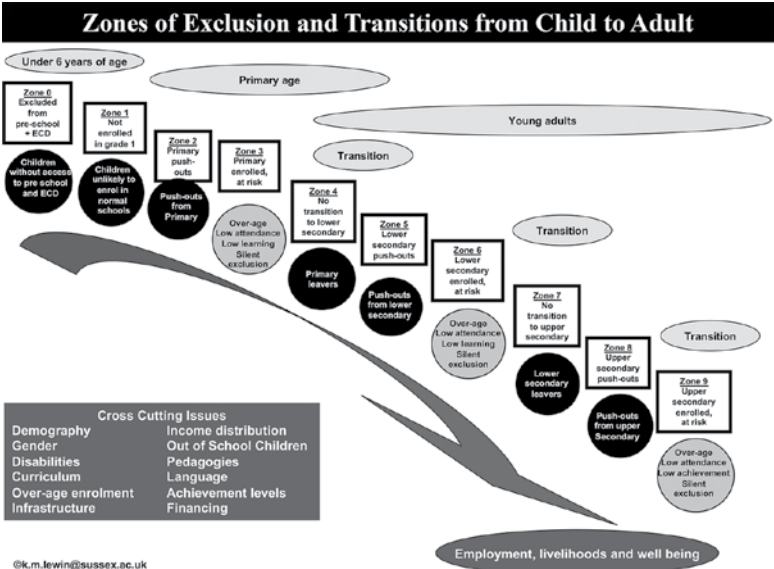 Zones of Exclusion and Transitions from Child to Adult
Under 6 years of age
Primary age
Young adults
Transition
Transition
Transition
Zone 0
Excluded
from
pre-school
+ ECD
Children
without access
to pre school
and ECD
Zone 1
Not
enrolled
in grade 1
Children
unlikely to
enrol in
normal
schools
Zone 2
Primary
push-
outs
Push-outs
from
Primary
Zone 3
Primary
enrolled,
at risk
Over-age
Low attendance
Low learning
Silent
exclusion
Zone 4
No
transition
to lower
secondary
Primary
leavers
Zone 5
Lower
secondary
push-outs
Push-outs
from lower
secondary
Zone 6
Lower
secondary
enrolled,
at risk
Over-age
Low attendance
Low learning
Silent
exclusion
Zone 7
No
transition
to upper
secondary
Lower
secondary
leavers
Zone 8
Upper
secondary
push-outs
Push-outs
from upper
Secondary
Zone 9
Upper
secondary
enrolled,
at risk
Over-age
Low attendance
Low achievement
Silent
exclusion
Cross Cutting Issues
Demography Income distribution
Gender Out of School Children
Disabilities Pedagogies
Curriculum Language
Over-age enrolment Achievement levels
Infrastructure Financing
Employment, livelihoods and well being
©k.m.lewin@sussex.ac.uk